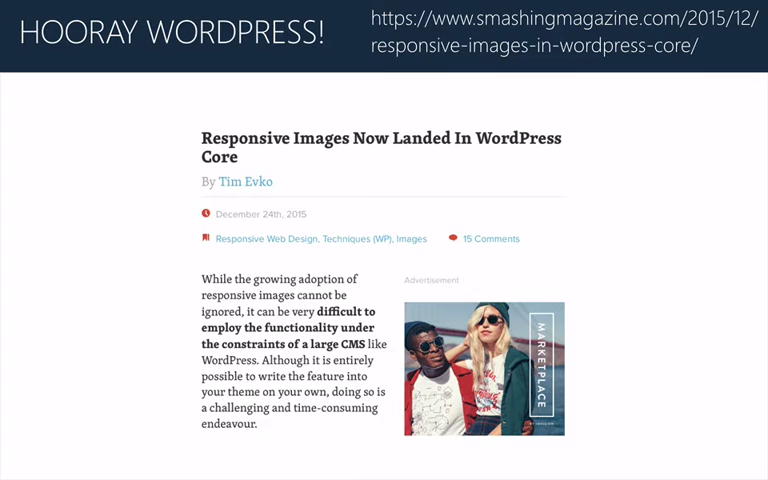 HOORAY WORDPRESS!
https://www.smashingmagazine.com/2015/12/
responsive-images-in-wordpress-core/
Responsive Images Now Landed In WordPress
Core
By Tim Evko
December 24th, 2015
Responsive Web Design, Techniques (WP), Images
15 Comments
While the growing adoption of
responsive images cannot be
ignored, it can be very difficult to
employ the functionality under
the constraints of a large CMS like
WordPress. Although it is entirely
possible to write the feature into
your theme on your own, doing so is
a challenging and time-consuming
endeavour.
Advertisement
MARKETPLACE